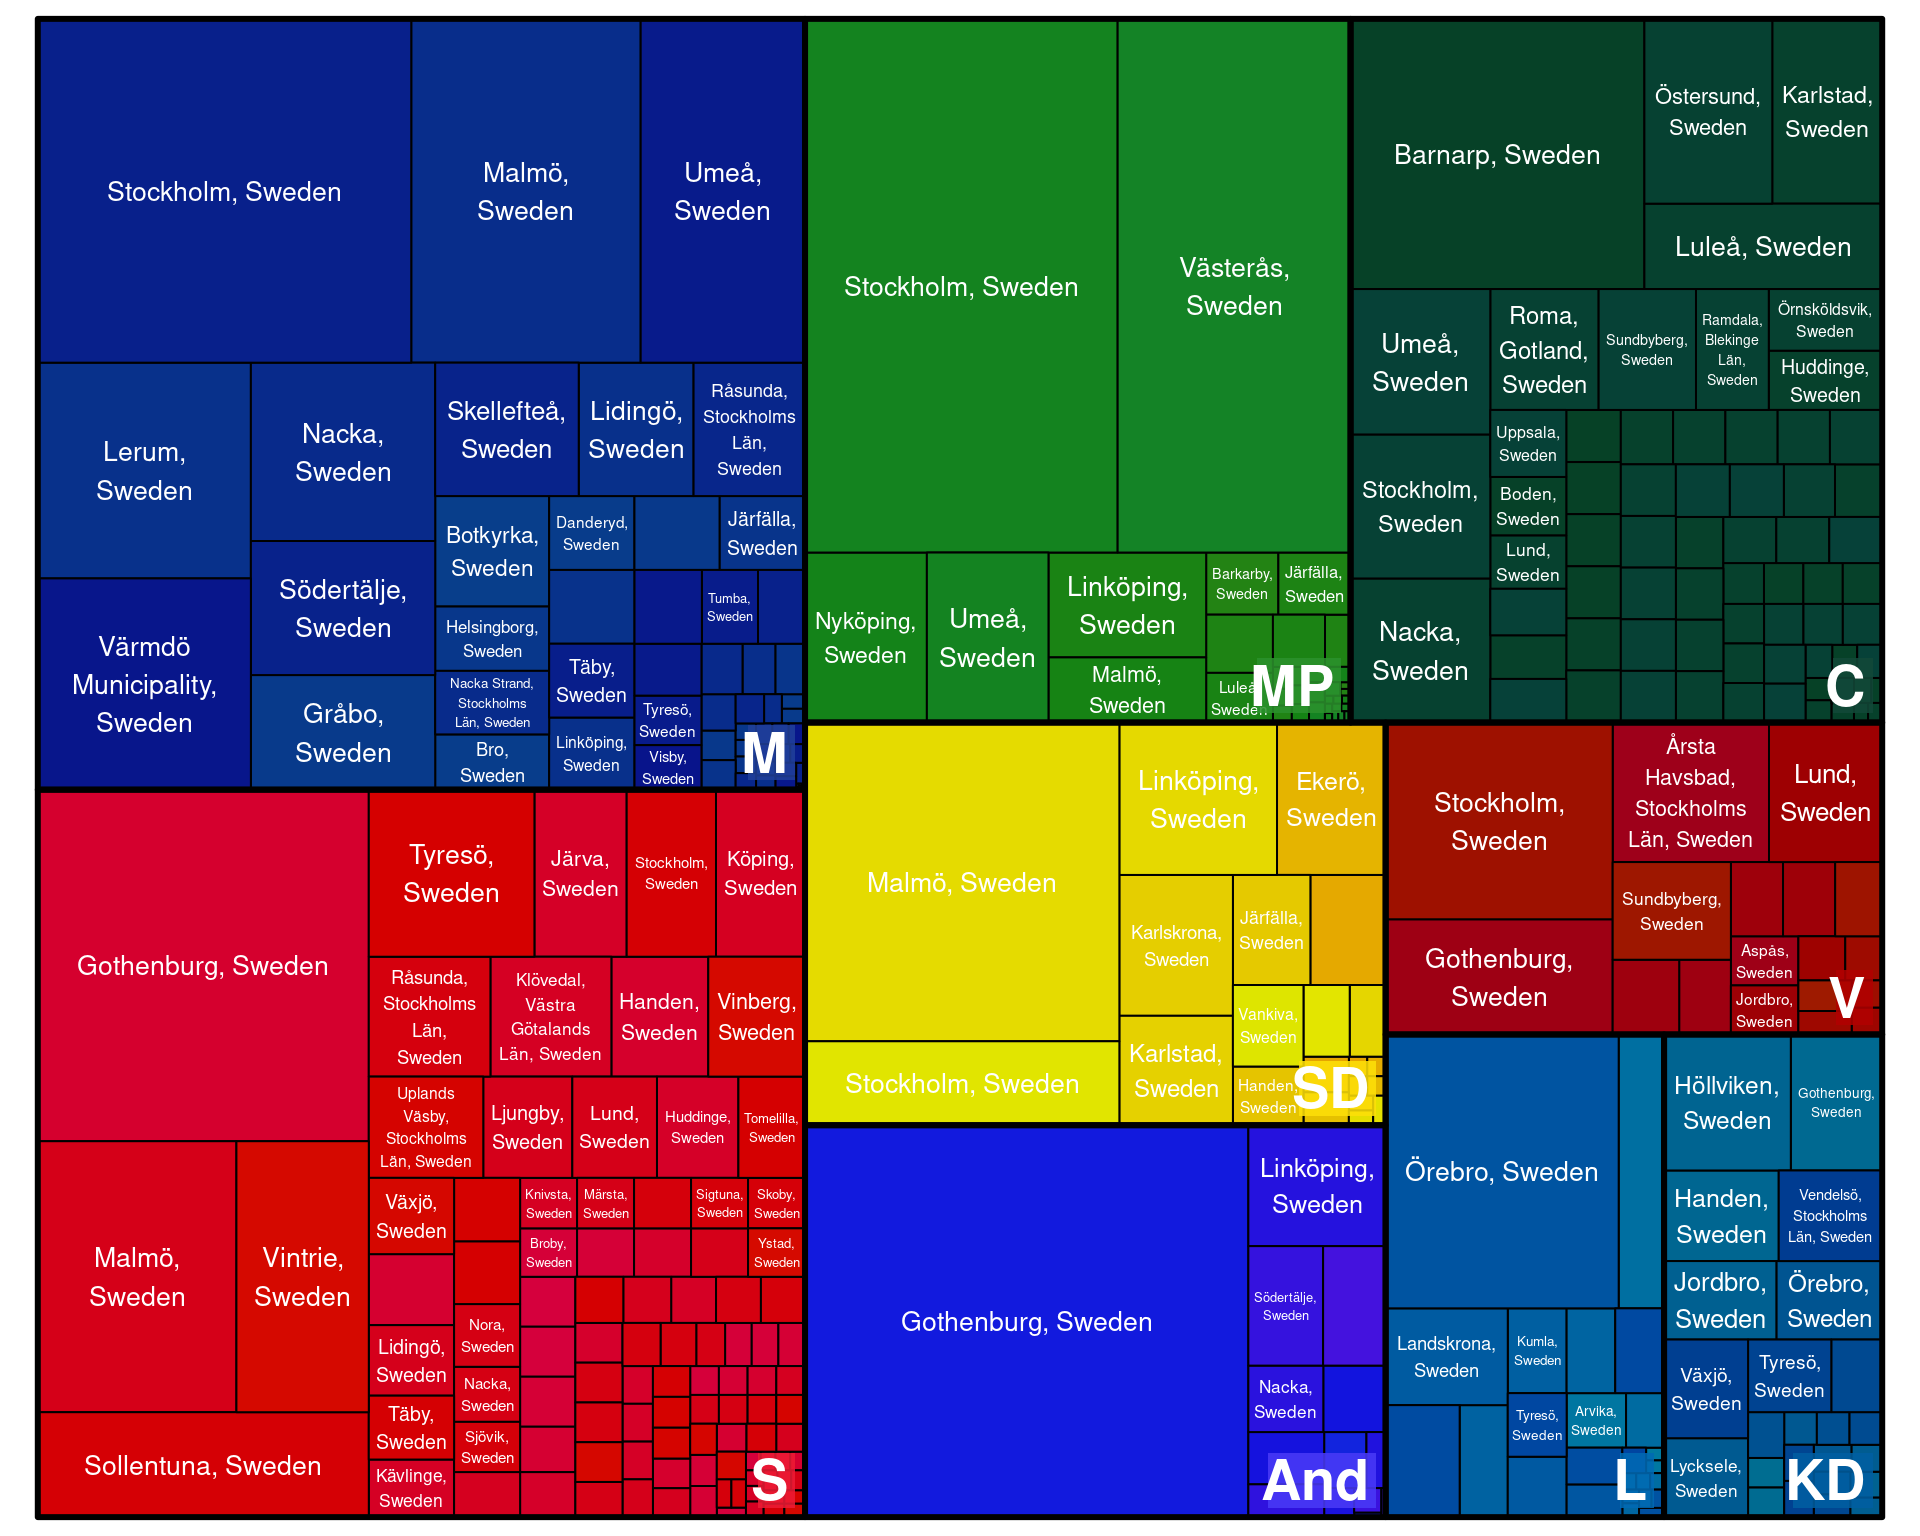 Stockholm, Sweden
Malmö,
Sweden
Umeå,
Sweden
Lerum,
Sweden
Nacka,
Sweden
Skellefteå,
Sweden
Lidingö,
Sweden
Råsunda,
Stockholms
Län,
Sweden
Värmdö
Municipality,
Sweden
Södertälje,
Sweden
Gråbo,
Sweden
Botkyrka,
Sweden
Danderyd,
Sweden
Järfälla,
Sweden
Helsingborg,
Sweden
Nacka Strand,
Stockholms
Län, Sweden
Bro,
Sweden
Tumba,
Sweden
Täby,
Sweden
Linköping,
Sweden
Tyresö,
Sweden
Visby,
Sweden
M
Stockholm, Sweden
Västerås,
Sweden
Nyköping,
Sweden
Umeå,
Sweden
Linköping,
Sweden
Malmö,
Sweden
Barkarby,
Sweden
Järfälla,
Sweden
Luleå,
Sweden
MP
Barnarp, Sweden
Östersund,
Sweden
Karlstad,
Sweden
Luleå, Sweden
Umeå,
Sweden
Roma,
Gotland,
Sweden
Sundbyberg,
Sweden
Ramdala,
Blekinge
Län,
Sweden
Örnsköldsvik,
Sweden
Huddinge,
Sweden
Stockholm,
Sweden
Nacka,
Sweden
Uppsala,
Sweden
Boden,
Sweden
Lund,
Sweden
C
Gothenburg, Sweden
Malmö,
Sweden
Vintrie,
Sweden
Sollentuna, Sweden
Tyresö,
Sweden
Järva,
Sweden
Stockholm,
Sweden
Köping,
Sweden
Råsunda,
Stockholms
Län,
Sweden
Klövedal,
Västra
Götalands
Län, Sweden
Handen,
Sweden
Vinberg,
Sweden
Uplands
Väsby,
Stockholms
Län, Sweden
Ljungby,
Sweden
Lund,
Sweden
Huddinge,
Sweden
Tomelilla,
Sweden
Växjö,
Sweden
Lidingö,
Sweden
Täby,
Sweden
Kävlinge,
Sweden
Nora,
Sweden
Nacka,
Sweden
Sjövik,
Sweden
Knivsta,
Sweden
Märsta,
Sweden
Sigtuna,
Sweden
Skoby,
Sweden
Broby,
Sweden
Ystad,
Sweden
S
Malmö, Sweden
Stockholm, Sweden
Linköping,
Sweden
Ekerö,
Sweden
Karlskrona,
Sweden
Järfälla,
Sweden
Karlstad,
Sweden
Vankiva,
Sweden
Handen,
Sweden
SD
Gothenburg, Sweden
Linköping,
Sweden
Södertälje,
Sweden
Nacka,
Sweden
And
Stockholm,
Sweden
Gothenburg,
Sweden
Årsta
Havsbad,
Stockholms
Län, Sweden
Lund,
Sweden
Sundbyberg,
Sweden
Aspås,
Sweden
Jordbro,
Sweden
V
Örebro, Sweden
Landskrona,
Sweden
Kumla,
Sweden
Tyresö,
Sweden
Arvika,
Sweden
L
Höllviken,
Sweden
Gothenburg,
Sweden
Handen,
Sweden
Vendelsö,
Stockholms
Län, Sweden
Jordbro,
Sweden
Örebro,
Sweden
Växjö,
Sweden
Tyresö,
Sweden
Lycksele,
Sweden
KD